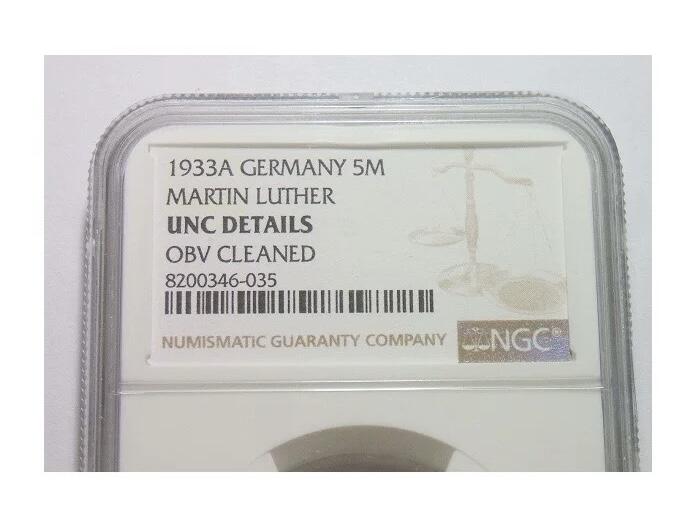 1933A GERMANY 5M
MARTIN LUTHER
UNC DETAILS
OBV CLEANED
8200346-035
NUMISMATIC GUARANTY COMPANY
NGC®